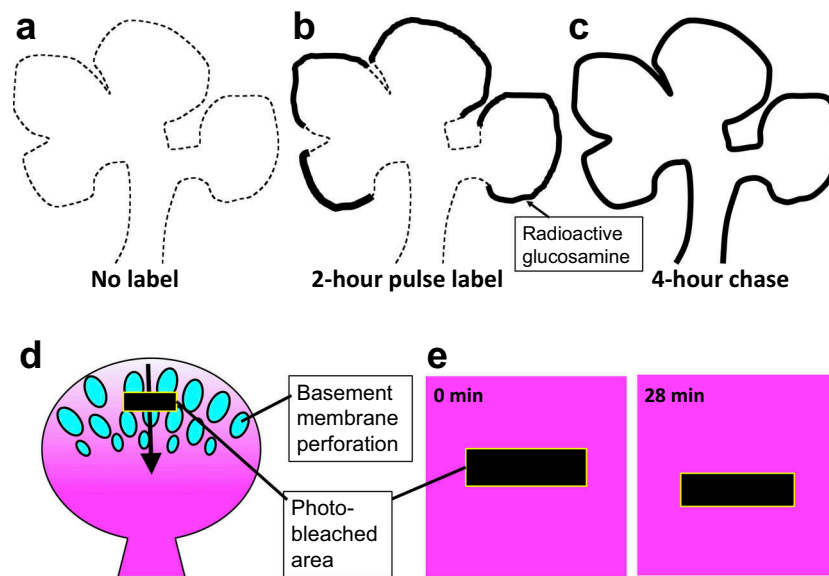 a
b
c
Radioactive
glucosamine
No label
2-hour pulse label
4-hour chase
d
e
Basement
membrane
perforation
Photo-
bleached
area
0 min
28 min